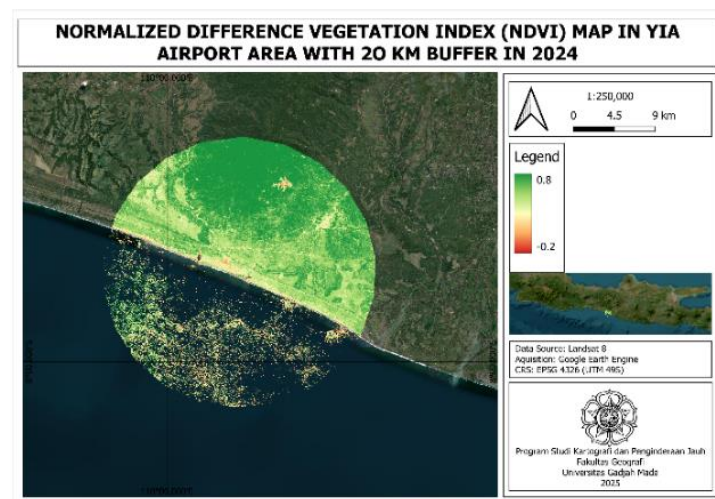 NORMALIZED DIFFERENCE VEGETATION INDEX (NDVI) MAP IN YIA
AIRPORT AREA WITH 20 KM BUFFER IN 2024
1:250,000
0 4.5 9 km
Legend
0.8
-0.2
Data Source: Landsat 8
Aquisition: Google Earth Engine
CRS: EPSG 4326 (UTM 49S)
Program Studi Kartografi dan Penginderaan Jauh
Fakultas Geografi
Universitas Gadjah Mada
2025